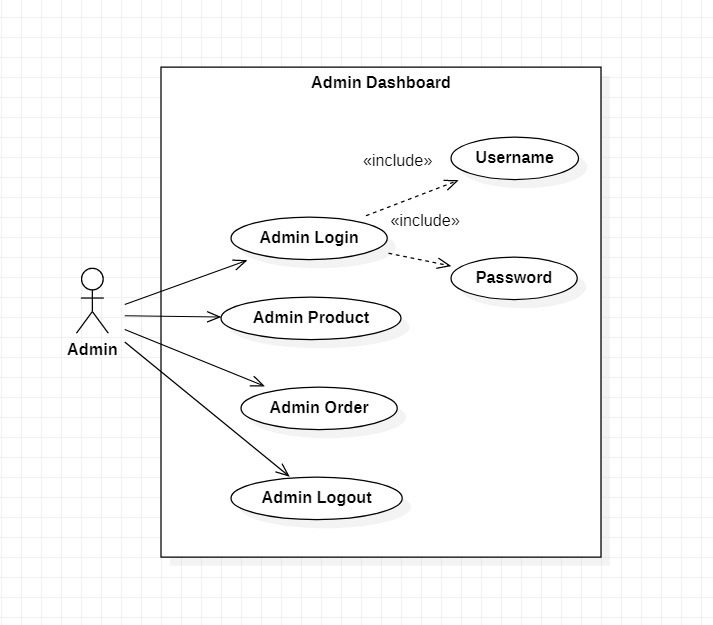 Admin Dashboard
«include»
Username
«include»
Admin Login
Password
Admin Product
Admin
Admin Order
Admin Logout